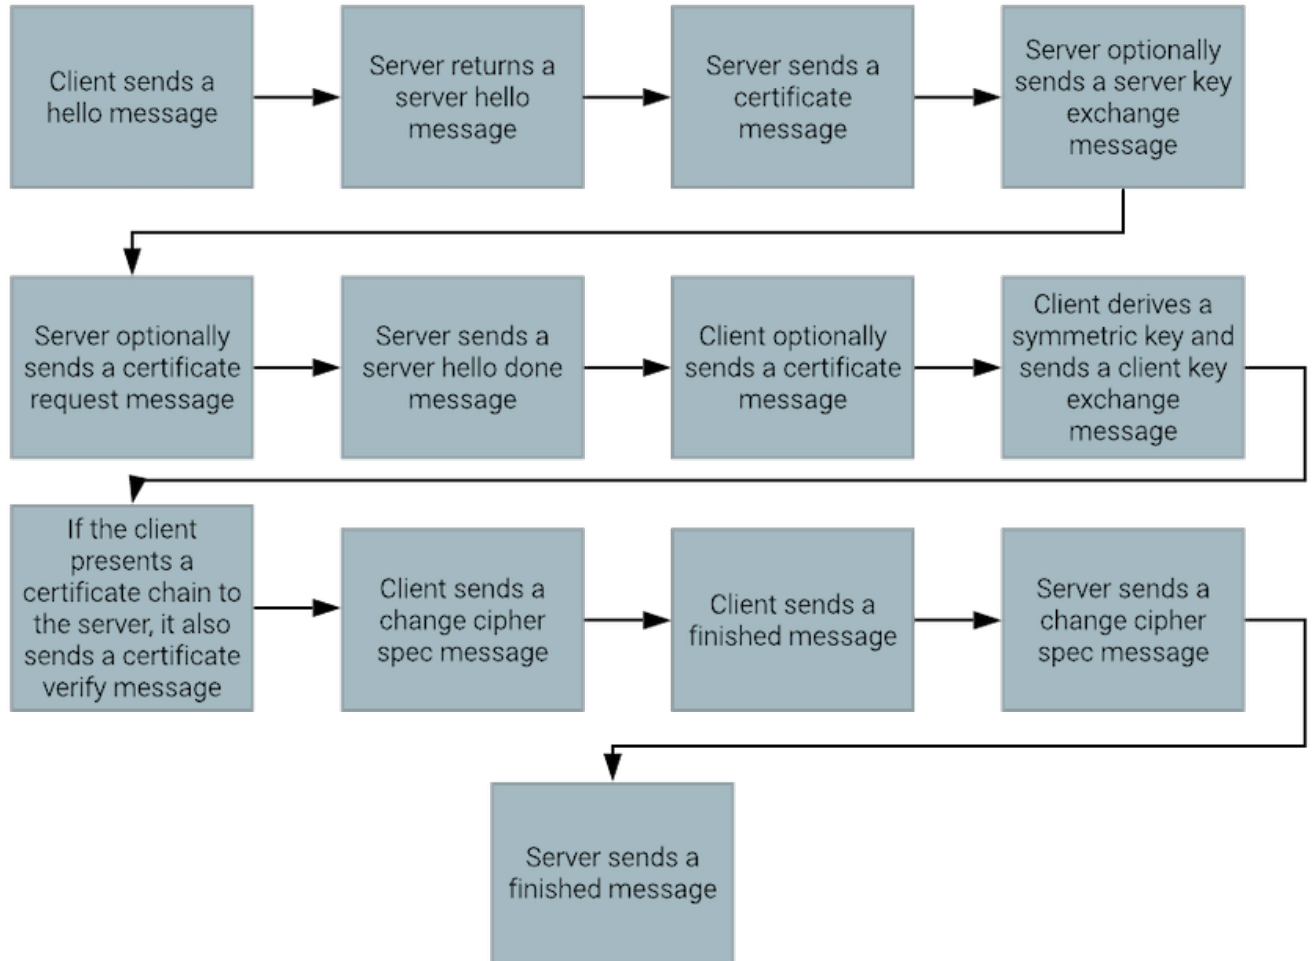 Client sends a
hello message
Server returns a
server hello
message
Server sends a
certificate
message
Server optionally
sends a server key
exchange
message
Server optionally
sends a certificate
request message
Server sends a
server hello done
message
Client optionally
sends a certificate
message
Client derives a
symmetric key and
sends a client key
exchange
message
If the client
presents a
certificate chain to
the server, it also
sends a certificate
verify message
Client sends a
change cipher
spec message
Client sends a
finished message
Server sends a
change cipher
spec message
Server sends a
finished message